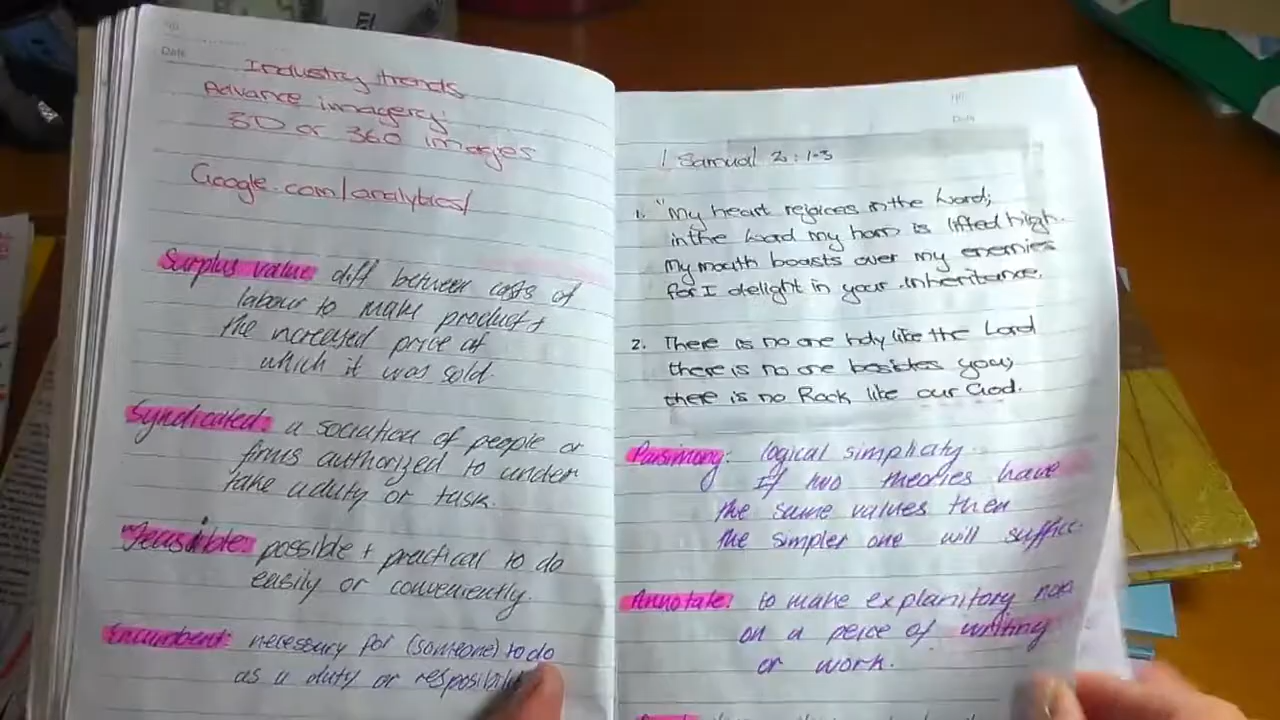 Industry trends
Advance imagery:
3D or 360 images
Google.com/analytics/
Surplus value: diff between costs of
labour to make product +
the increased price at
which it was sold.
Syndicated: a sociation of people or
firms authorized to under
take a duty or task.
Feasible: possible + practical to do
easily or conveniently.
Incumbent: necessary for (someone) to do
as a duty or
1 Samual 2:1-3
1. "My heart rejoices in the Lord;
in the Lord my horn is lifted high.
My mouth boasts over my enemies
for I delight in your inheritance.
2. There is no one holy like the Lord
there is no one besides you;
there is no Rock like our God.
Parsimony: logical simplicity.
If two theories have
the same values then
the simpler one will suffice.
Annotate: to make explanitory
on a peice of writing
or work.